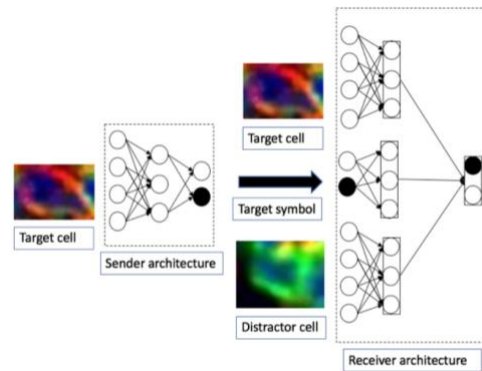 Target cell
Sender architecture
Target cell
Target symbol
Distractor cell
Receiver architecture